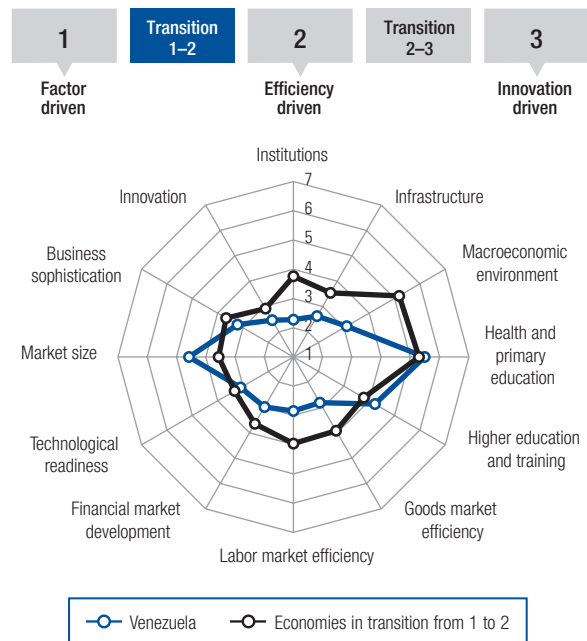 1
Transition
1–2
2
Transition
2–3
3
Factor
driven
Efficiency
driven
Innovation
driven
Institutions
Infrastructure
Macroeconomic
environment
Health and
primary
education
Higher education
and training
Goods market
efficiency
Labor market efficiency
Financial market
development
Technological
readiness
Market size
Business
sophistication
Innovation
7
6
5
4
3
2
1
Venezuela
Economies in transition from 1 to 2